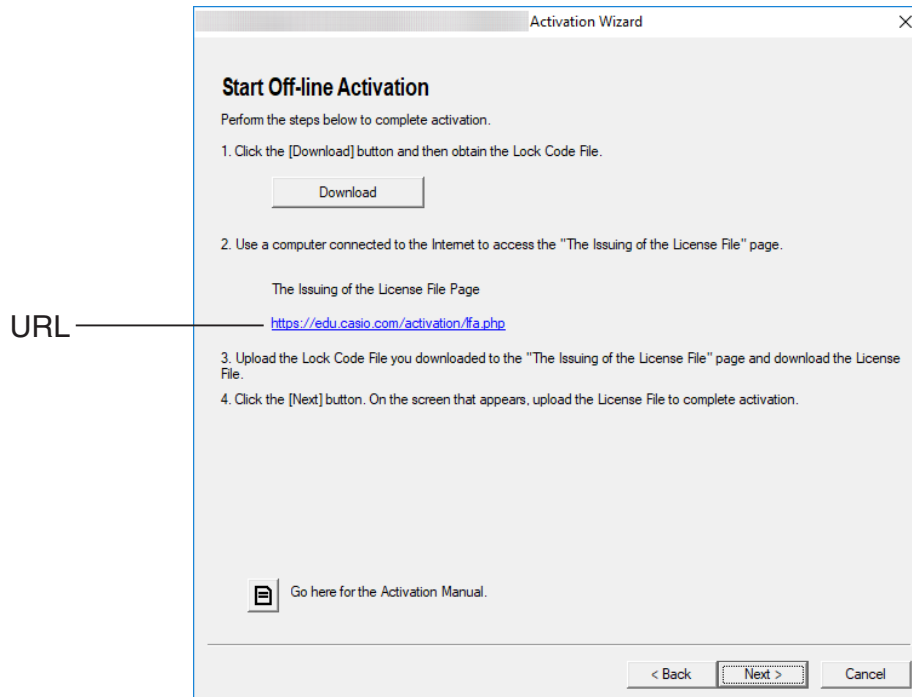 Activation Wizard
Start Off-line Activation
Perform the steps below to complete activation.
1. Click the [Download] button and then obtain the Lock Code File.
Download
2. Use a computer connected to the Internet to access the "The Issuing of the License File" page.
The Issuing of the License File Page
URL
https://edu.casio.com/activation/lfa.php
3. Upload the Lock Code File you downloaded to the "The Issuing of the License File" page and download the License
File.
4. Click the [Next] button. On the screen that appears, upload the License File to complete activation.
Go here for the Activation Manual.
< Back
Next >
Cancel